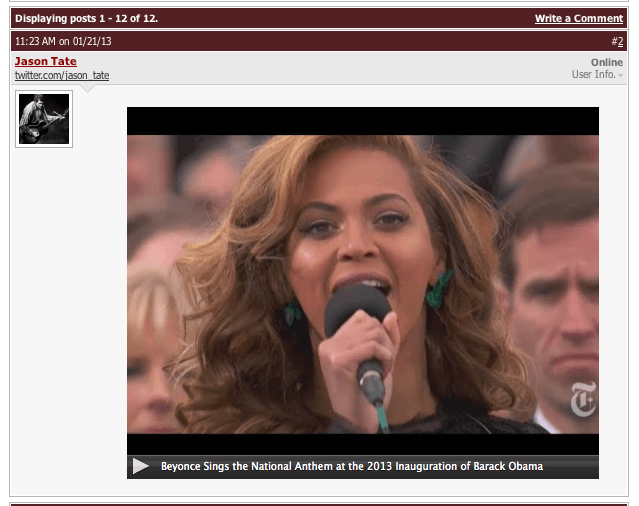 Displaying posts 1 - 12 of 12.
Write a Comment
11:23 AM on 01/21/13
#2
Jason Tate
Online
twitter.com/jason_tate
User Info.
T
Beyonce Sings the National Anthem at the 2013 Inauguration of Barack Obama